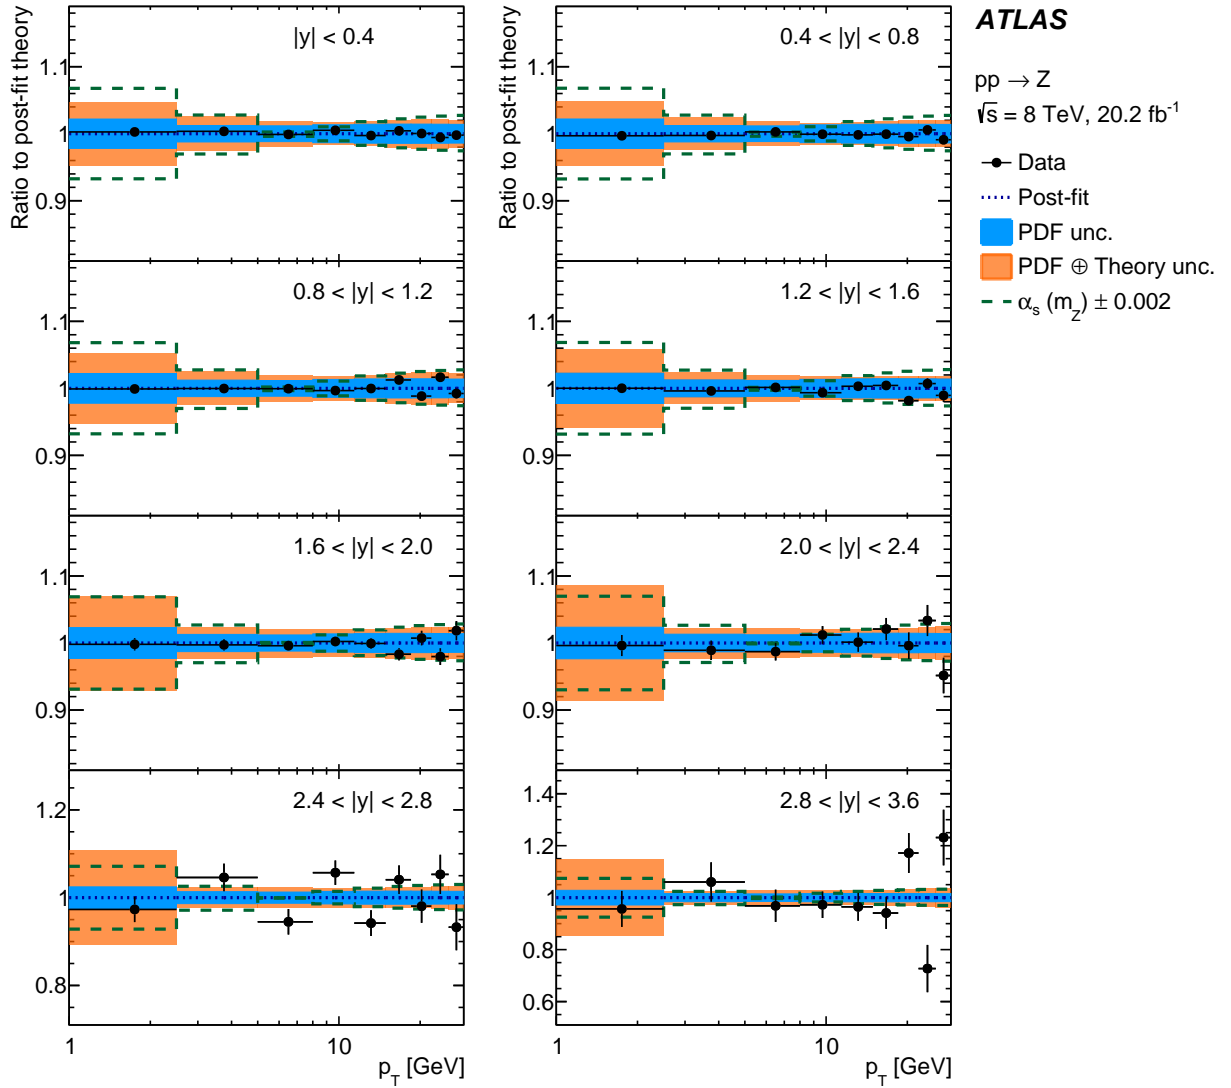 Ratio to post-fit theory
|y| < 0.4
1.1
1
0.9
Ratio to post-fit theory
0.4 < |y| < 0.8
1.1
1
0.9
ATLAS
pp → Z
√s = 8 TeV, 20.2 fb⁻¹
Data
Post-fit
PDF unc.
PDF ⊕ Theory unc.
α_s (m_Z) ± 0.002
0.8 < |y| < 1.2
1.1
1
0.9
1.2 < |y| < 1.6
1.1
1
0.9
1.6 < |y| < 2.0
1.1
1
0.9
2.0 < |y| < 2.4
1.1
1
0.9
2.4 < |y| < 2.8
1.2
1
0.8
2.8 < |y| < 3.6
1.4
1.2
1
0.8
0.6
1 10
p_T [GeV]
1 10
p_T [GeV]